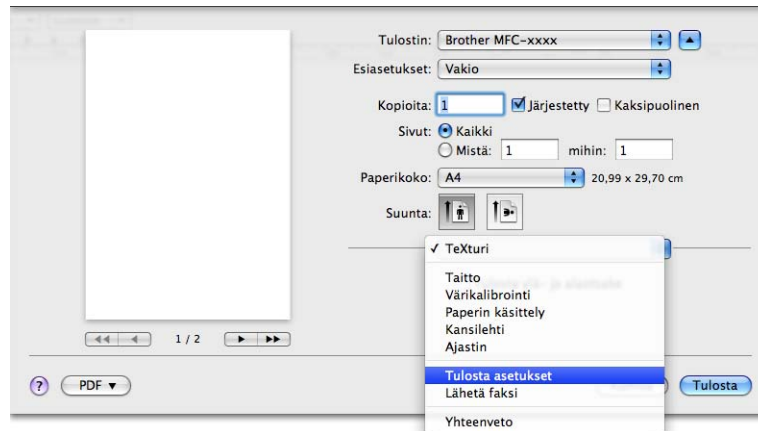 Tulostin: Brother MFC-xxxx
Esiasetukset: Vakio
Kopioita: 1 Järjestetty Kaksipuolinen
Sivut: Kaikki
Mistä: 1 mihin: 1
Paperikoko: A4 20,99 x 29,70 cm
Suunta:
✓ TeXturi
Taitto
Värikalibrointi
Paperin käsittely
Kansilehti
Ajastin
Tulosta asetukset
Lähetä faksi
Yhteenveto
1 / 2
? PDF ▼ Tulosta